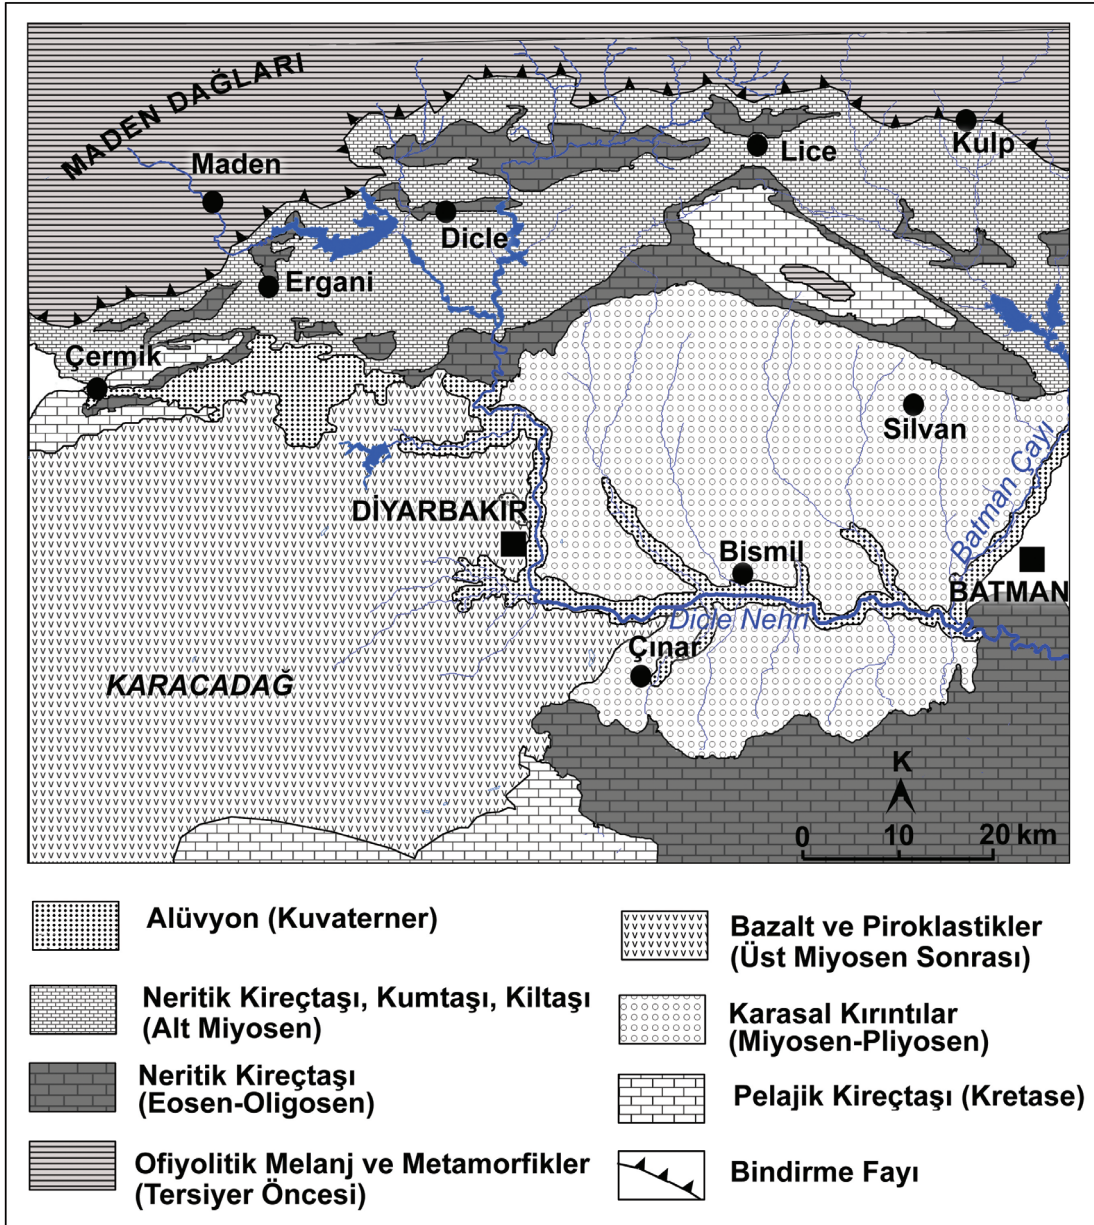 MADEN DAĞLARI
Maden
Lice
Kulp
Dicle
Ergani
Çermik
Silvan
Batman Çayı
DİYARBAKIR
Bismil
BATMAN
Dicle Nehri
Çınar
KARACADAĞ
K
0 10 20 km
Alüvyon (Kuvaterner)
Neritik Kireçtaşı, Kumtaşı, Kiltaşı
(Alt Miyosen)
Neritik Kireçtaşı
(Eosen-Oligosen)
Ofiyolitik Melanj ve Metamorfikler
(Tersiyer Öncesi)
Bazalt ve Piroklastikler
(Üst Miyosen Sonrası)
Karasal Kırıntılar
(Miyosen-Pliyosen)
Pelajik Kireçtaşı (Kretase)
Bindirme Fayı